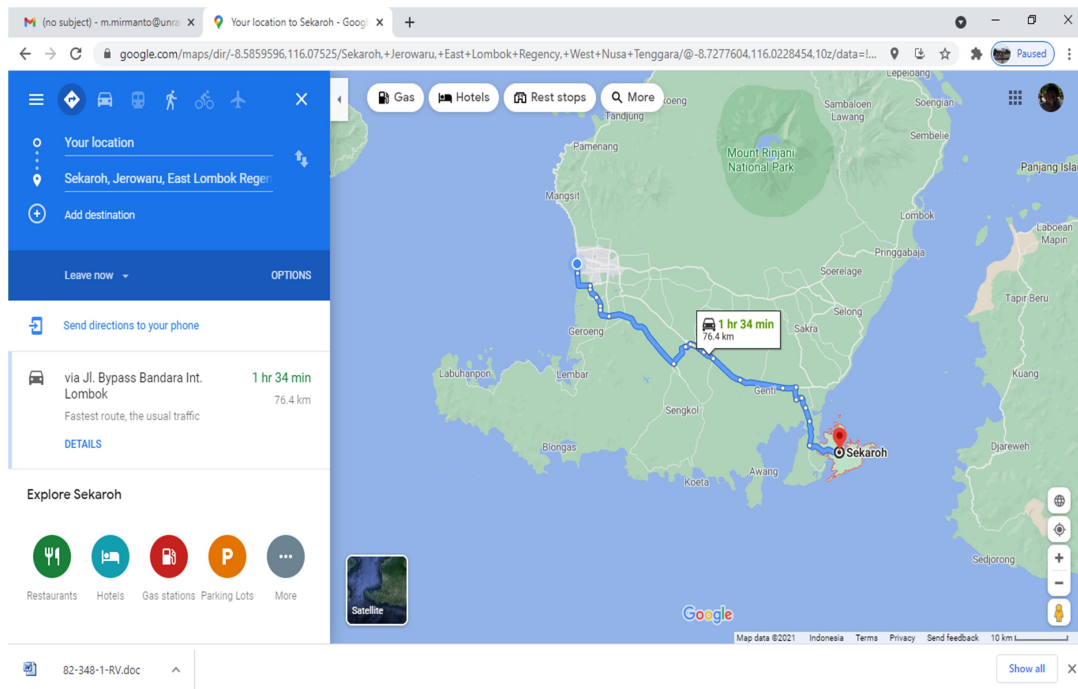 (no subject) - m.mirmanto@unra
Your location to Sekaroh - Googl
google.com/maps/dir/-8.5859596,116.07525/Sekaroh,+Jerowaru,+East+Lombok+Regency,+West+Nusa+Tenggara/@-8.7277604,116.0228454,10z/data=!...
Paused
Your location
Sekaroh, Jerowaru, East Lombok Regen
Add destination
Leave now
OPTIONS
Send directions to your phone
via Jl. Bypass Bandara Int. Lombok
1 hr 34 min
76.4 km
Fastest route, the usual traffic
DETAILS
Explore Sekaroh
Restaurants
Hotels
Gas stations
Parking Lots
More
Gas
Hotels
Rest stops
More
Lepeloang
koeng
Tandjung
Sambaloen Lawang
Soengian
Pamenang
Sembelie
Mount Rinjani National Park
Panjang Islan
Mangsit
Lombok
Laboean Mapin
Pringgabaja
Soerelage
Tapir Beru
Selong
1 hr 34 min
76.4 km
Sakra
Geroeng
Labuhanpon
Lembar
Kuang
Genti
Sengkol
Blongas
Sekaroh
Djareweh
Awang
Koeta
Sedjorong
Satellite
Google
Map data ©2021
Indonesia
Terms
Privacy
Send feedback
10 km
82-348-1-RV.doc
Show all